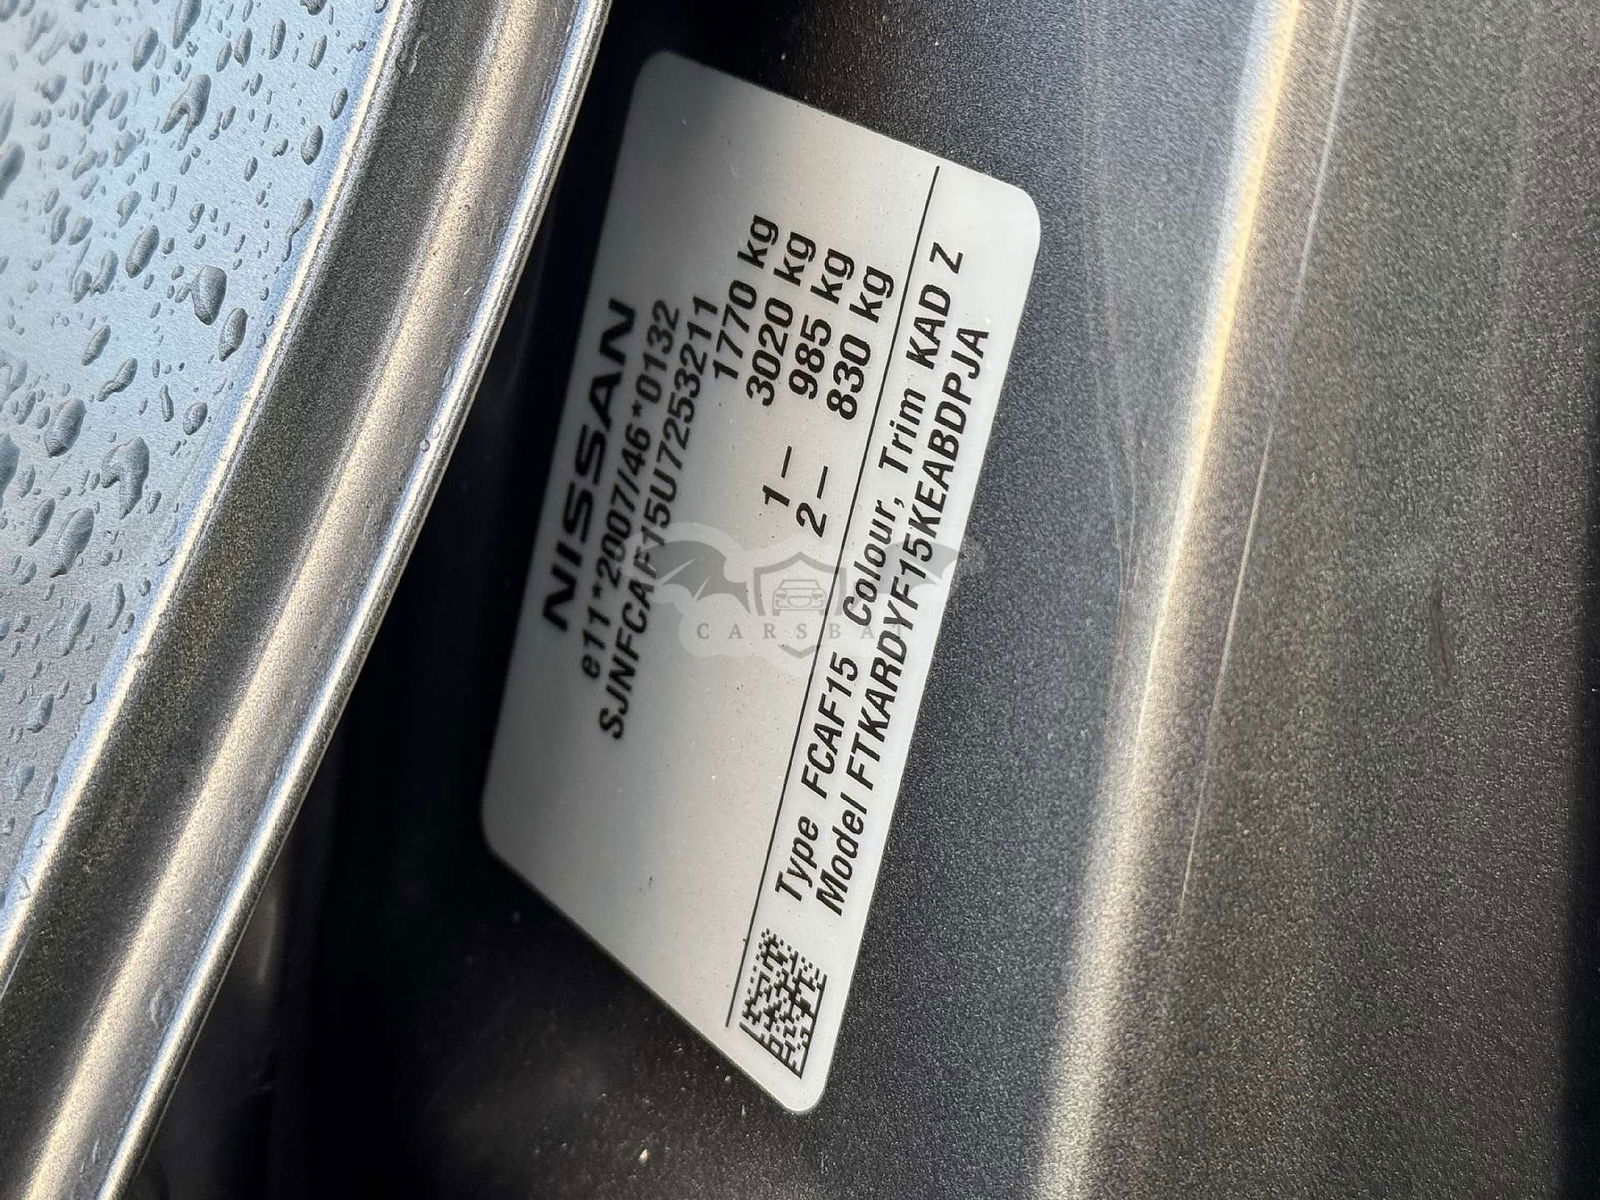 NISSAN
e11*2007/46*0132
SJNFCAF15U7253211
1770 kg
3020 kg
1– 985 kg
2– 830 kg
Type FCAF15 Colour, Trim KAD Z
Model FTKARDYF15KEABDPJA
CARSBAT